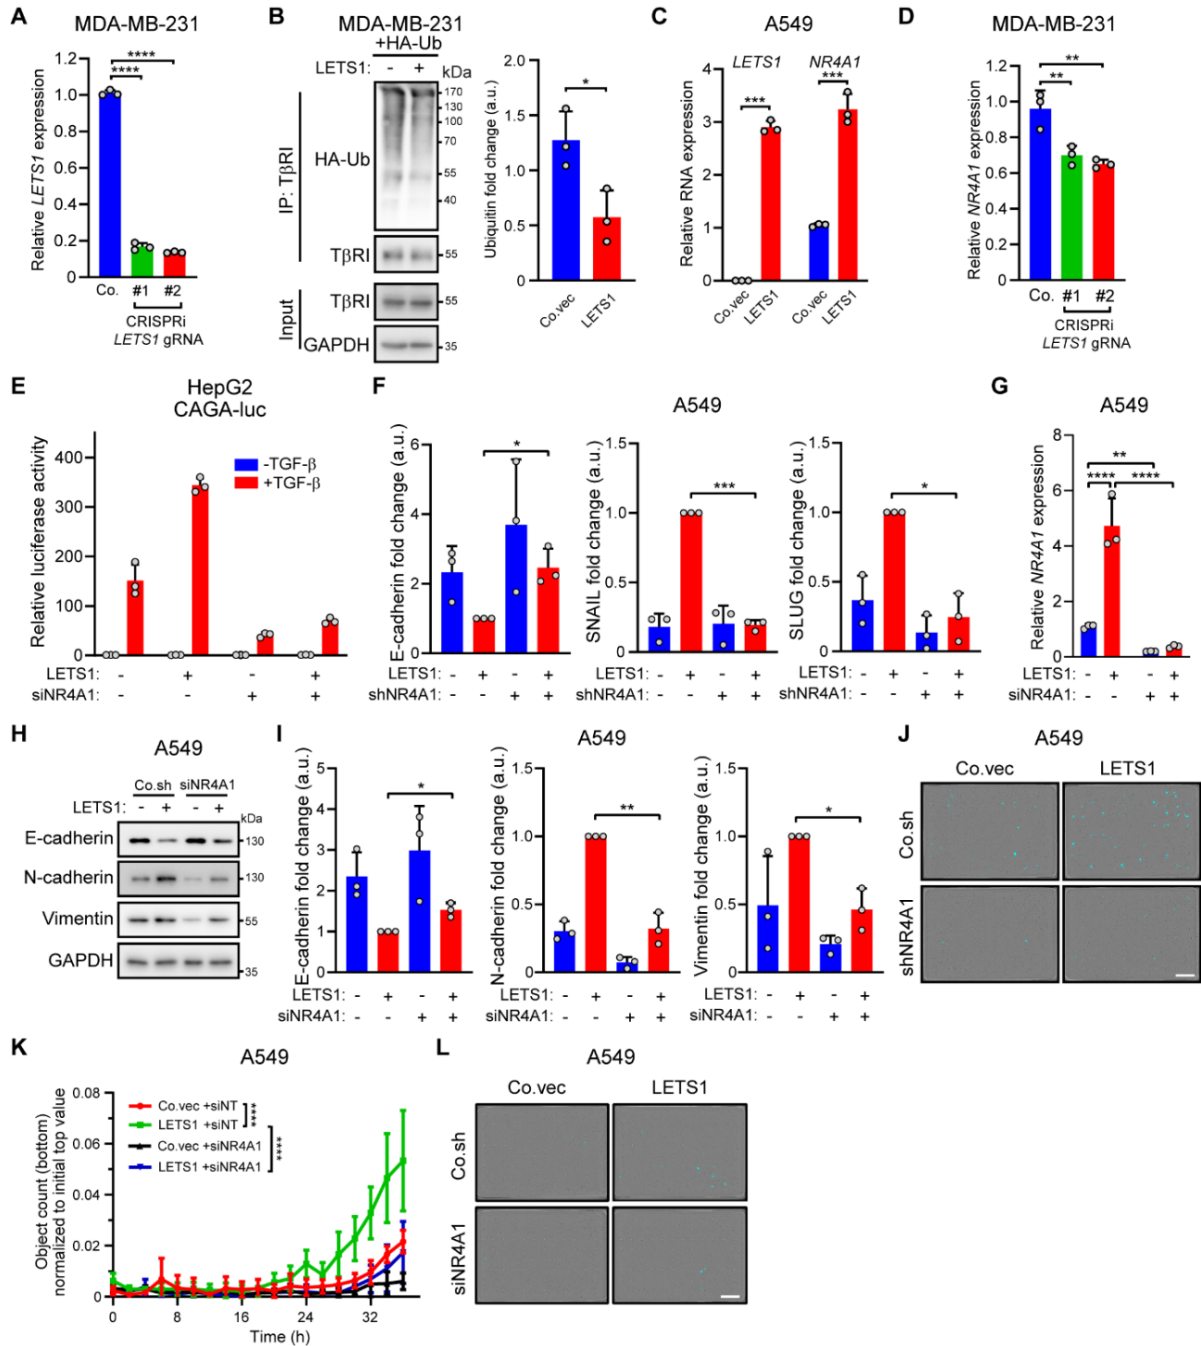 A
MDA-MB-231
Relative LETS1 expression
1.2
1.0
0.8
0.6
0.4
0.2
0
****
****
Co. #1 #2
CRISPRi
LETS1 gRNA
B
MDA-MB-231
+HA-Ub
LETS1: - + kDa
IP: TβRI
HA-Ub
170
130
100
70
55
40
TβRI
55
Input
TβRI
55
GAPDH
35
Ubiquitin fold change (a.u.)
2.0
1.5
1.0
0.5
0
*
Co.vec
LETS1
C
A549
Relative RNA expression
4
3
2
1
0
LETS1 NR4A1
*** ***
Co.vec
LETS1
Co.vec
LETS1
D
MDA-MB-231
Relative NR4A1 expression
1.2
1.0
0.8
0.6
0.4
0.2
0
**
**
Co. #1 #2
CRISPRi
LETS1 gRNA
E
HepG2
CAGA-luc
Relative luciferase activity
400
300
200
100
0
-TGF-β
+TGF-β
LETS1: - + - +
siNR4A1: - - + +
F
A549
E-cadherin fold change (a.u.)
6
4
2
0
*
LETS1: - + - +
shNR4A1: - - + +
SNAIL fold change (a.u.)
1.5
1.0
0.5
0
***
LETS1: - + - +
shNR4A1: - - + +
SLUG fold change (a.u.)
1.5
1.0
0.5
0
*
LETS1: - + - +
shNR4A1: - - + +
G
A549
Relative NR4A1 expression
8
6
4
2
0
**
**** ****
LETS1: - + - +
siNR4A1: - - + +
H
A549
Co.sh siNR4A1
LETS1: - + - + kDa
E-cadherin
130
N-cadherin
130
Vimentin
55
GAPDH
35
I
A549
E-cadherin fold change (a.u.)
5
4
3
2
1
0
*
LETS1: - + - +
siNR4A1: - - + +
N-cadherin fold change (a.u.)
1.5
1.0
0.5
0
**
LETS1: - + - +
siNR4A1: - - + +
Vimentin fold change (a.u.)
1.5
1.0
0.5
0
*
LETS1: - + - +
siNR4A1: - - + +
J
A549
Co.vec LETS1
Co.sh
shNR4A1
K
A549
Object count (bottom)
normalized to initial top value
0.08
0.06
0.04
0.02
0
Co.vec +siNT
LETS1 +siNT
Co.vec +siNR4A1
LETS1 +siNR4A1
****
****
0 8 16 24 32
Time (h)
L
A549
Co.vec LETS1
Co.sh
siNR4A1